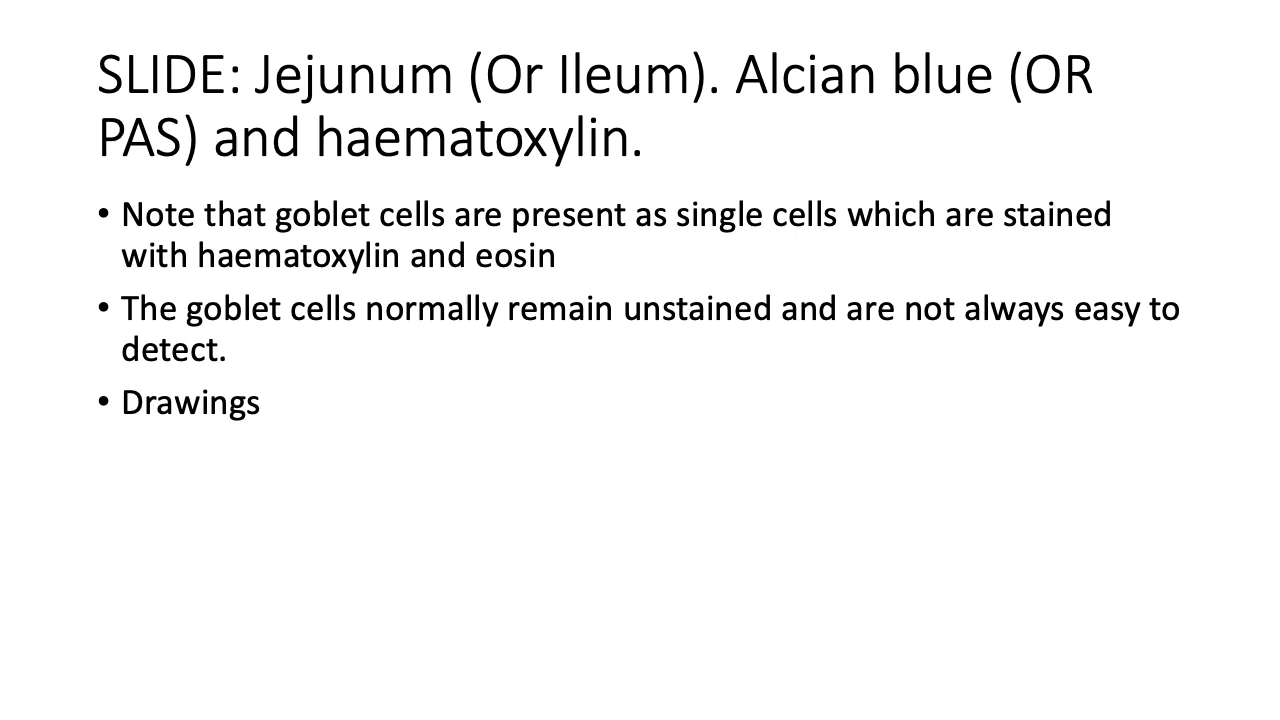 SLIDE: Jejunum (Or Ileum). Alcian blue (OR
PAS) and haematoxylin.
• Note that goblet cells are present as single cells which are stained
with haematoxylin and eosin
• The goblet cells normally remain unstained and are not always easy to
detect.
• Drawings